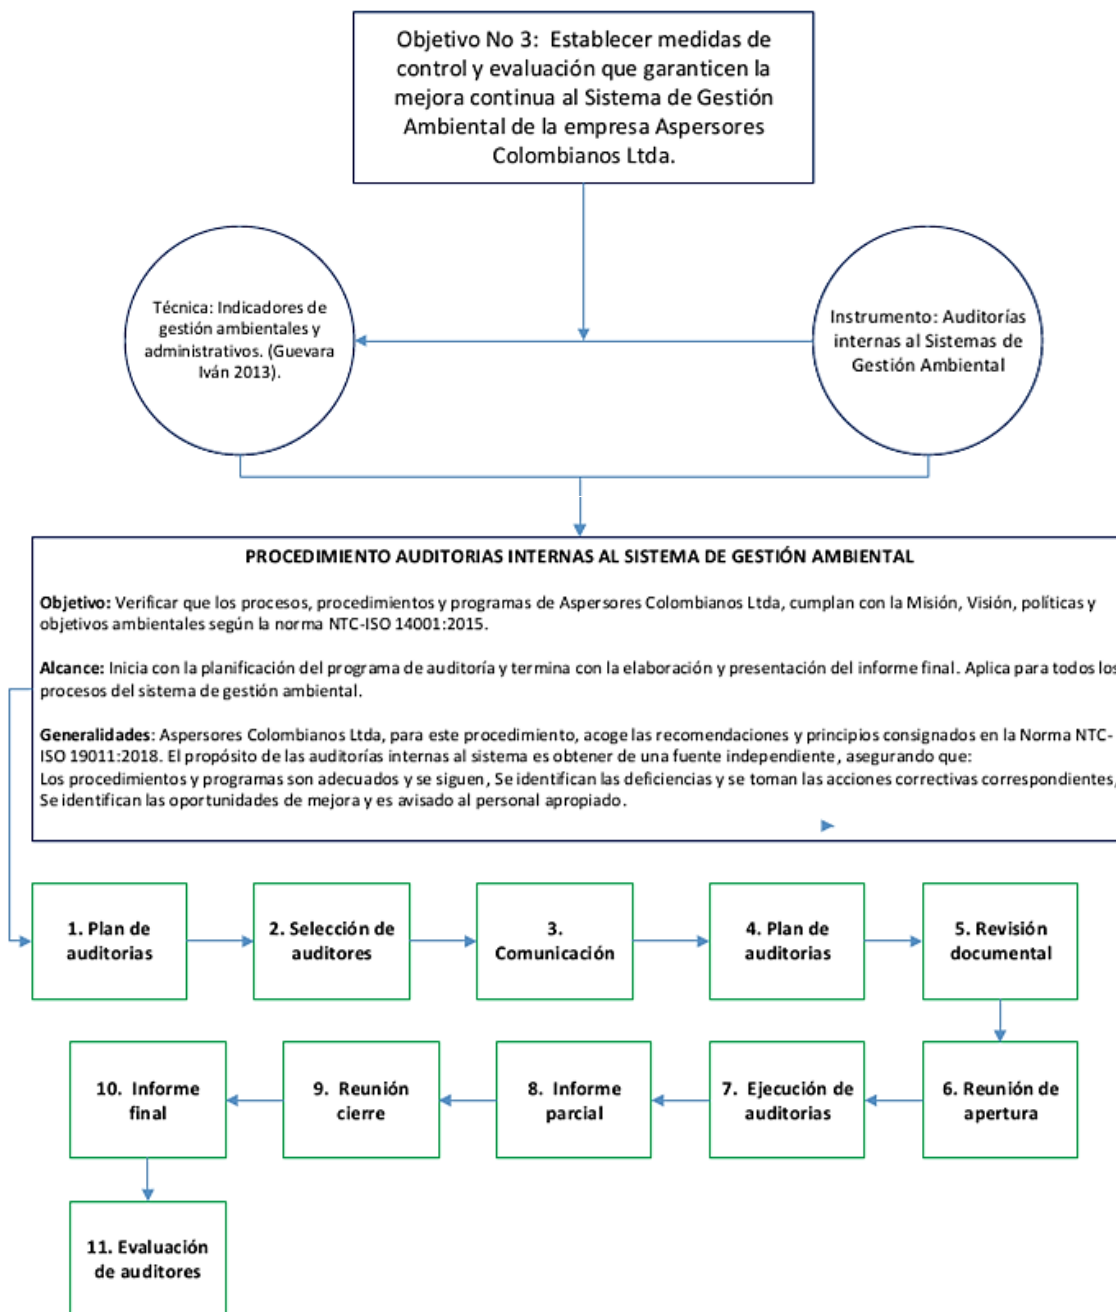 Objetivo No 3:  Establecer medidas de
control y evaluación que garanticen la
mejora continua al Sistema de Gestión
Ambiental de la empresa Aspersores
Colombianos Ltda.
Técnica: Indicadores de
gestión ambientales y
administrativos. (Guevara
Iván 2013).
Instrumento: Auditorías
internas al Sistemas de
Gestión Ambiental
PROCEDIMIENTO AUDITORIAS INTERNAS AL SISTEMA DE GESTIÓN AMBIENTAL
Objetivo: Verificar que los procesos, procedimientos y programas de Aspersores Colombianos Ltda, cumplan con la Misión, Visión, políticas y
objetivos ambientales según la norma NTC-ISO 14001:2015.
Alcance: Inicia con la planificación del programa de auditoría y termina con la elaboración y presentación del informe final. Aplica para todos los
procesos del sistema de gestión ambiental.
Generalidades: Aspersores Colombianos Ltda, para este procedimiento, acoge las recomendaciones y principios consignados en la Norma NTC-
ISO 19011:2018. El propósito de las auditorías internas al sistema es obtener de una fuente independiente, asegurando que:
Los procedimientos y programas son adecuados y se siguen, Se identifican las deficiencias y se toman las acciones correctivas correspondientes,
Se identifican las oportunidades de mejora y es avisado al personal apropiado.
1. Plan de
auditorias
2. Selección de
auditores
3.
Comunicación
4. Plan de
auditorias
5. Revisión
documental
6. Reunión de
apertura
7. Ejecución de
auditorias
8.  Informe
parcial
9.  Reunión
cierre
10.  Informe
final
11. Evaluación
de auditores